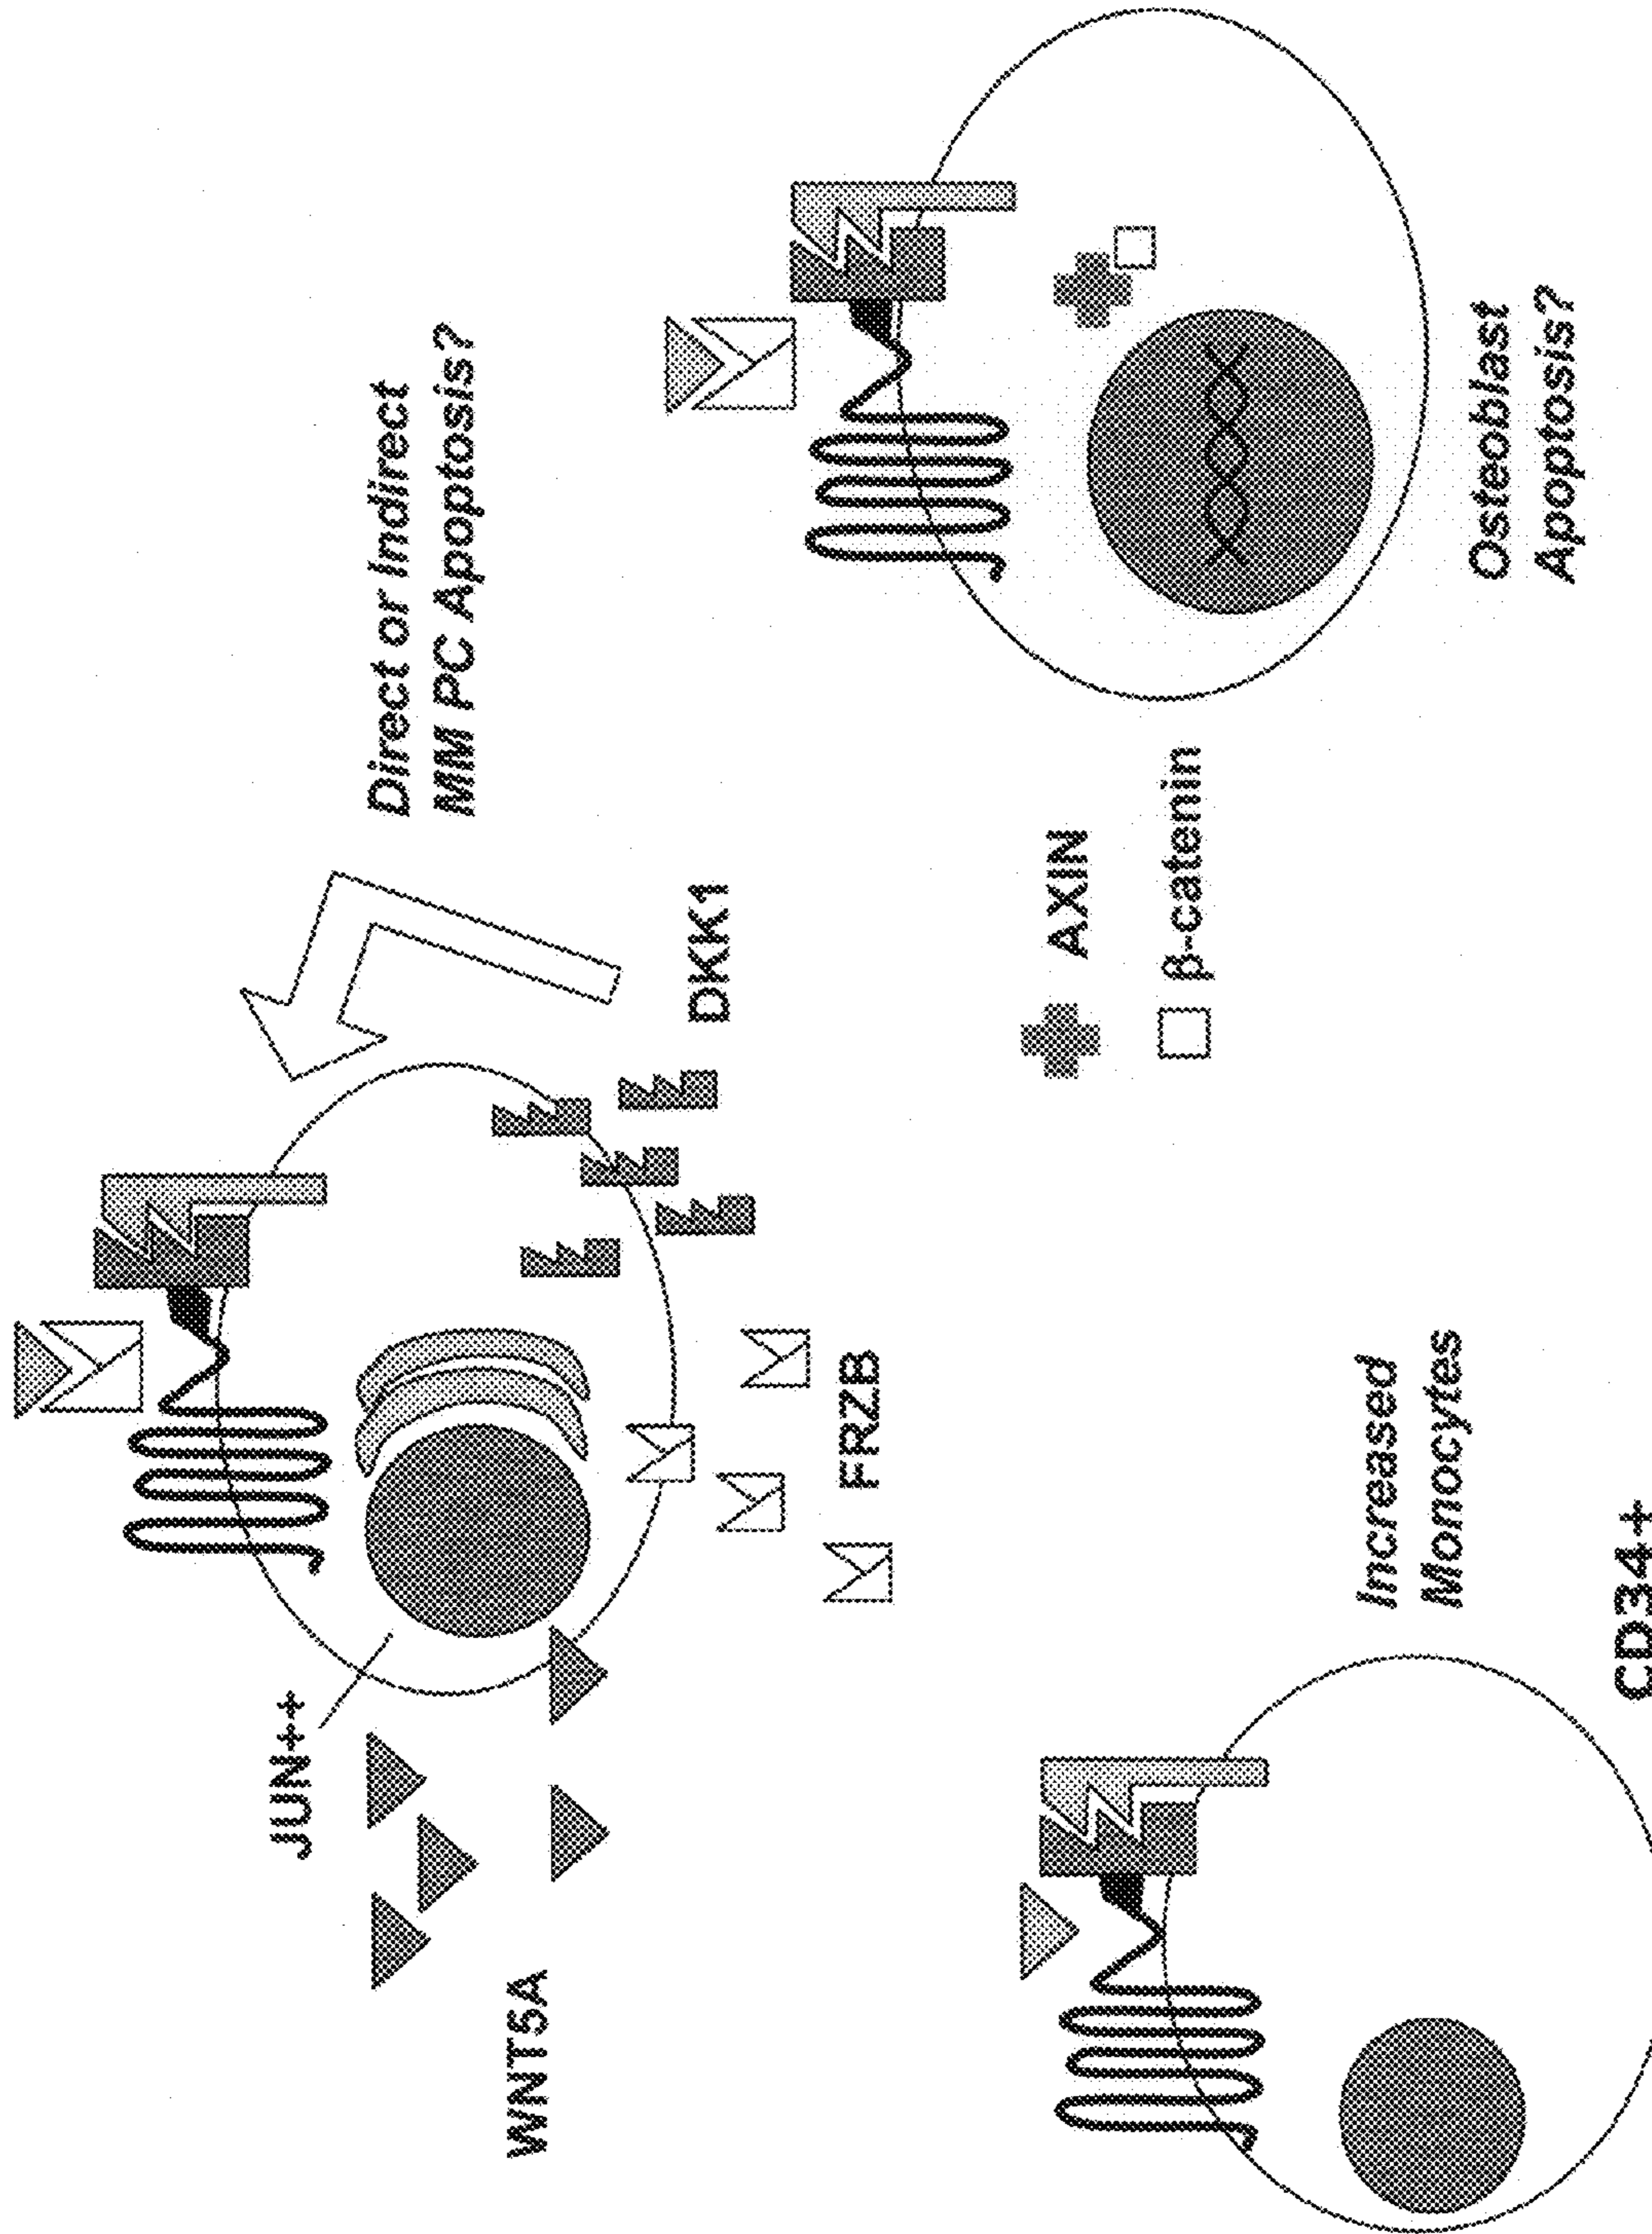 Direct or Indirect
MM PC Apoptosis?
JUN++
WNT5A
DKK1
FRZB
AXIN
β-catenin
Increased
Monocytes
CD34+
Osteoblast
Apoptosis?